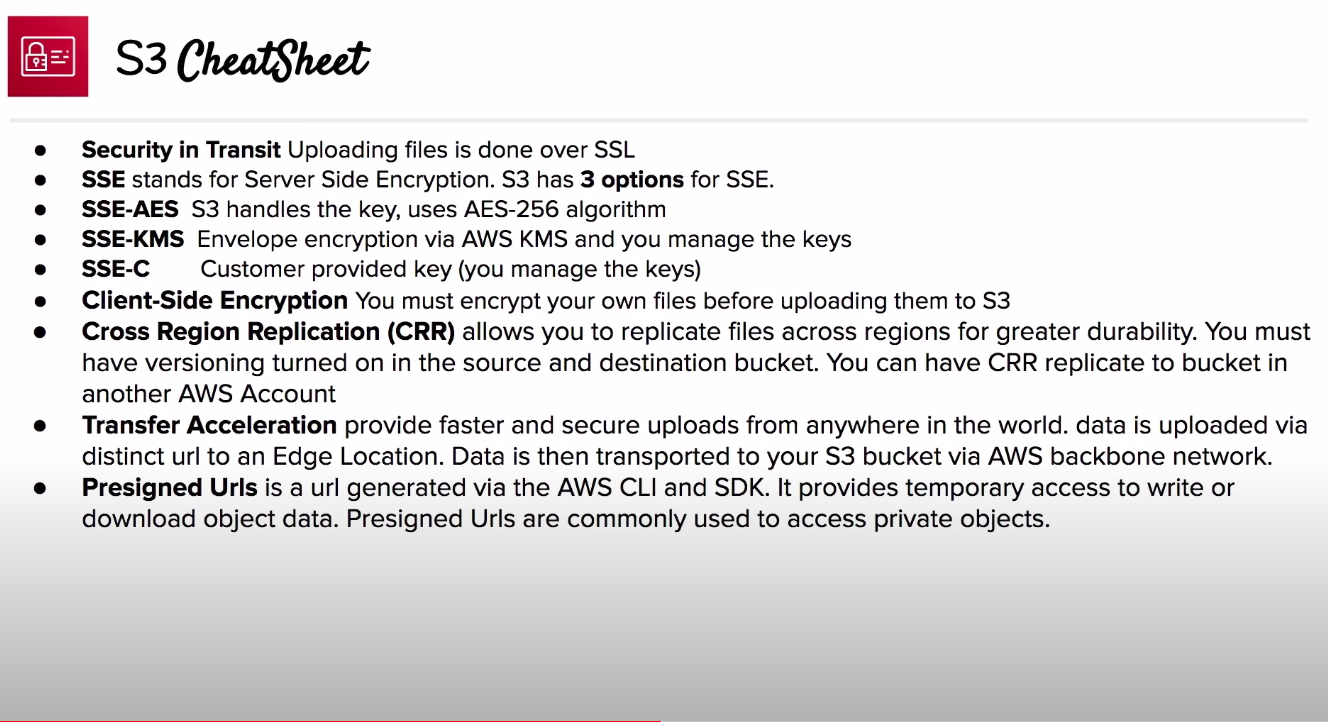 S3 CheatSheet
● Security in Transit Uploading files is done over SSL
● SSE stands for Server Side Encryption. S3 has 3 options for SSE.
● SSE-AES S3 handles the key, uses AES-256 algorithm
● SSE-KMS Envelope encryption via AWS KMS and you manage the keys
● SSE-C Customer provided key (you manage the keys)
● Client-Side Encryption You must encrypt your own files before uploading them to S3
● Cross Region Replication (CRR) allows you to replicate files across regions for greater durability. You must
have versioning turned on in the source and destination bucket. You can have CRR replicate to bucket in
another AWS Account
● Transfer Acceleration provide faster and secure uploads from anywhere in the world. data is uploaded via
distinct url to an Edge Location. Data is then transported to your S3 bucket via AWS backbone network.
● Presigned Urls is a url generated via the AWS CLI and SDK. It provides temporary access to write or
download object data. Presigned Urls are commonly used to access private objects.